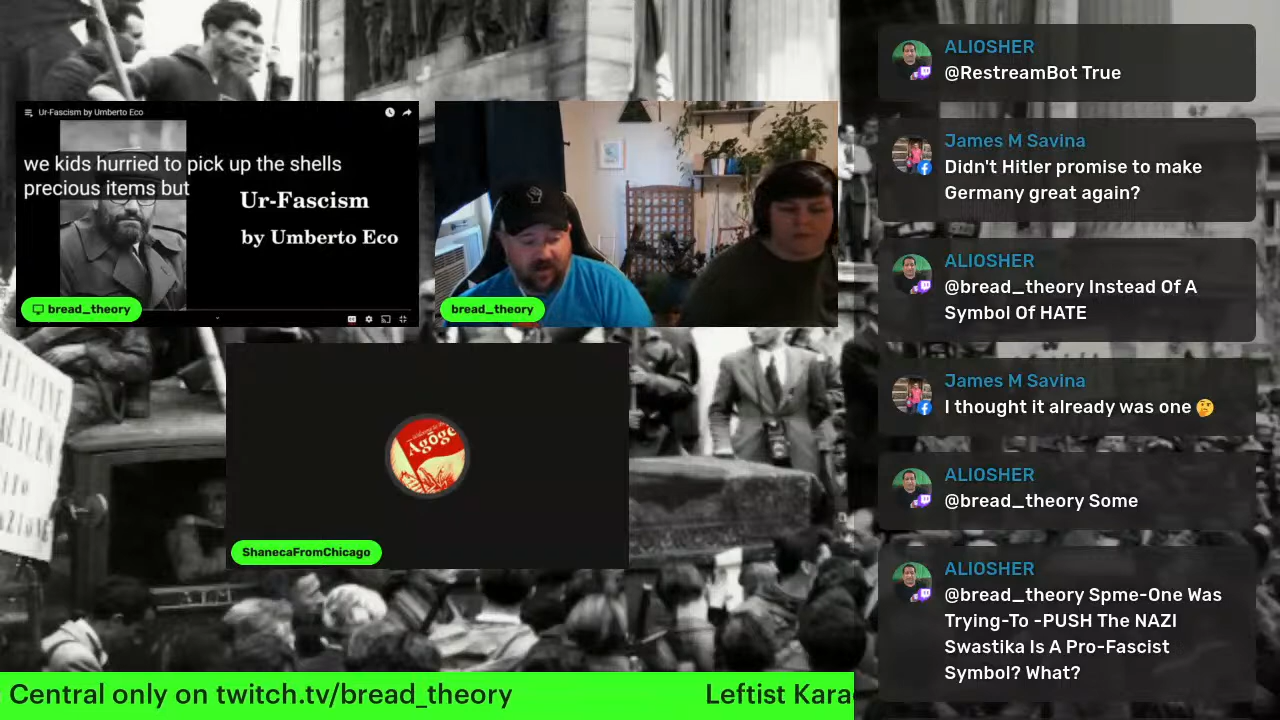 Ur-Fascism by Umberto Eco
we kids hurried to pick up the shells
precious items but
Ur-Fascism
by Umberto Eco
bread_theory
bread_theory
Agōge
ShanecaFromChicago
Central only on twitch.tv/bread_theory
Leftist Kara
ALIOSHER
@RestreamBot True
James M Savina
Didn't Hitler promise to make
Germany great again?
ALIOSHER
@bread_theory Instead Of A
Symbol Of HATE
James M Savina
I thought it already was one 🤔
ALIOSHER
@bread_theory Some
ALIOSHER
@bread_theory Spme-One Was
Trying-To -PUSH The NAZI
Swastika Is A Pro-Fascist
Symbol? What?